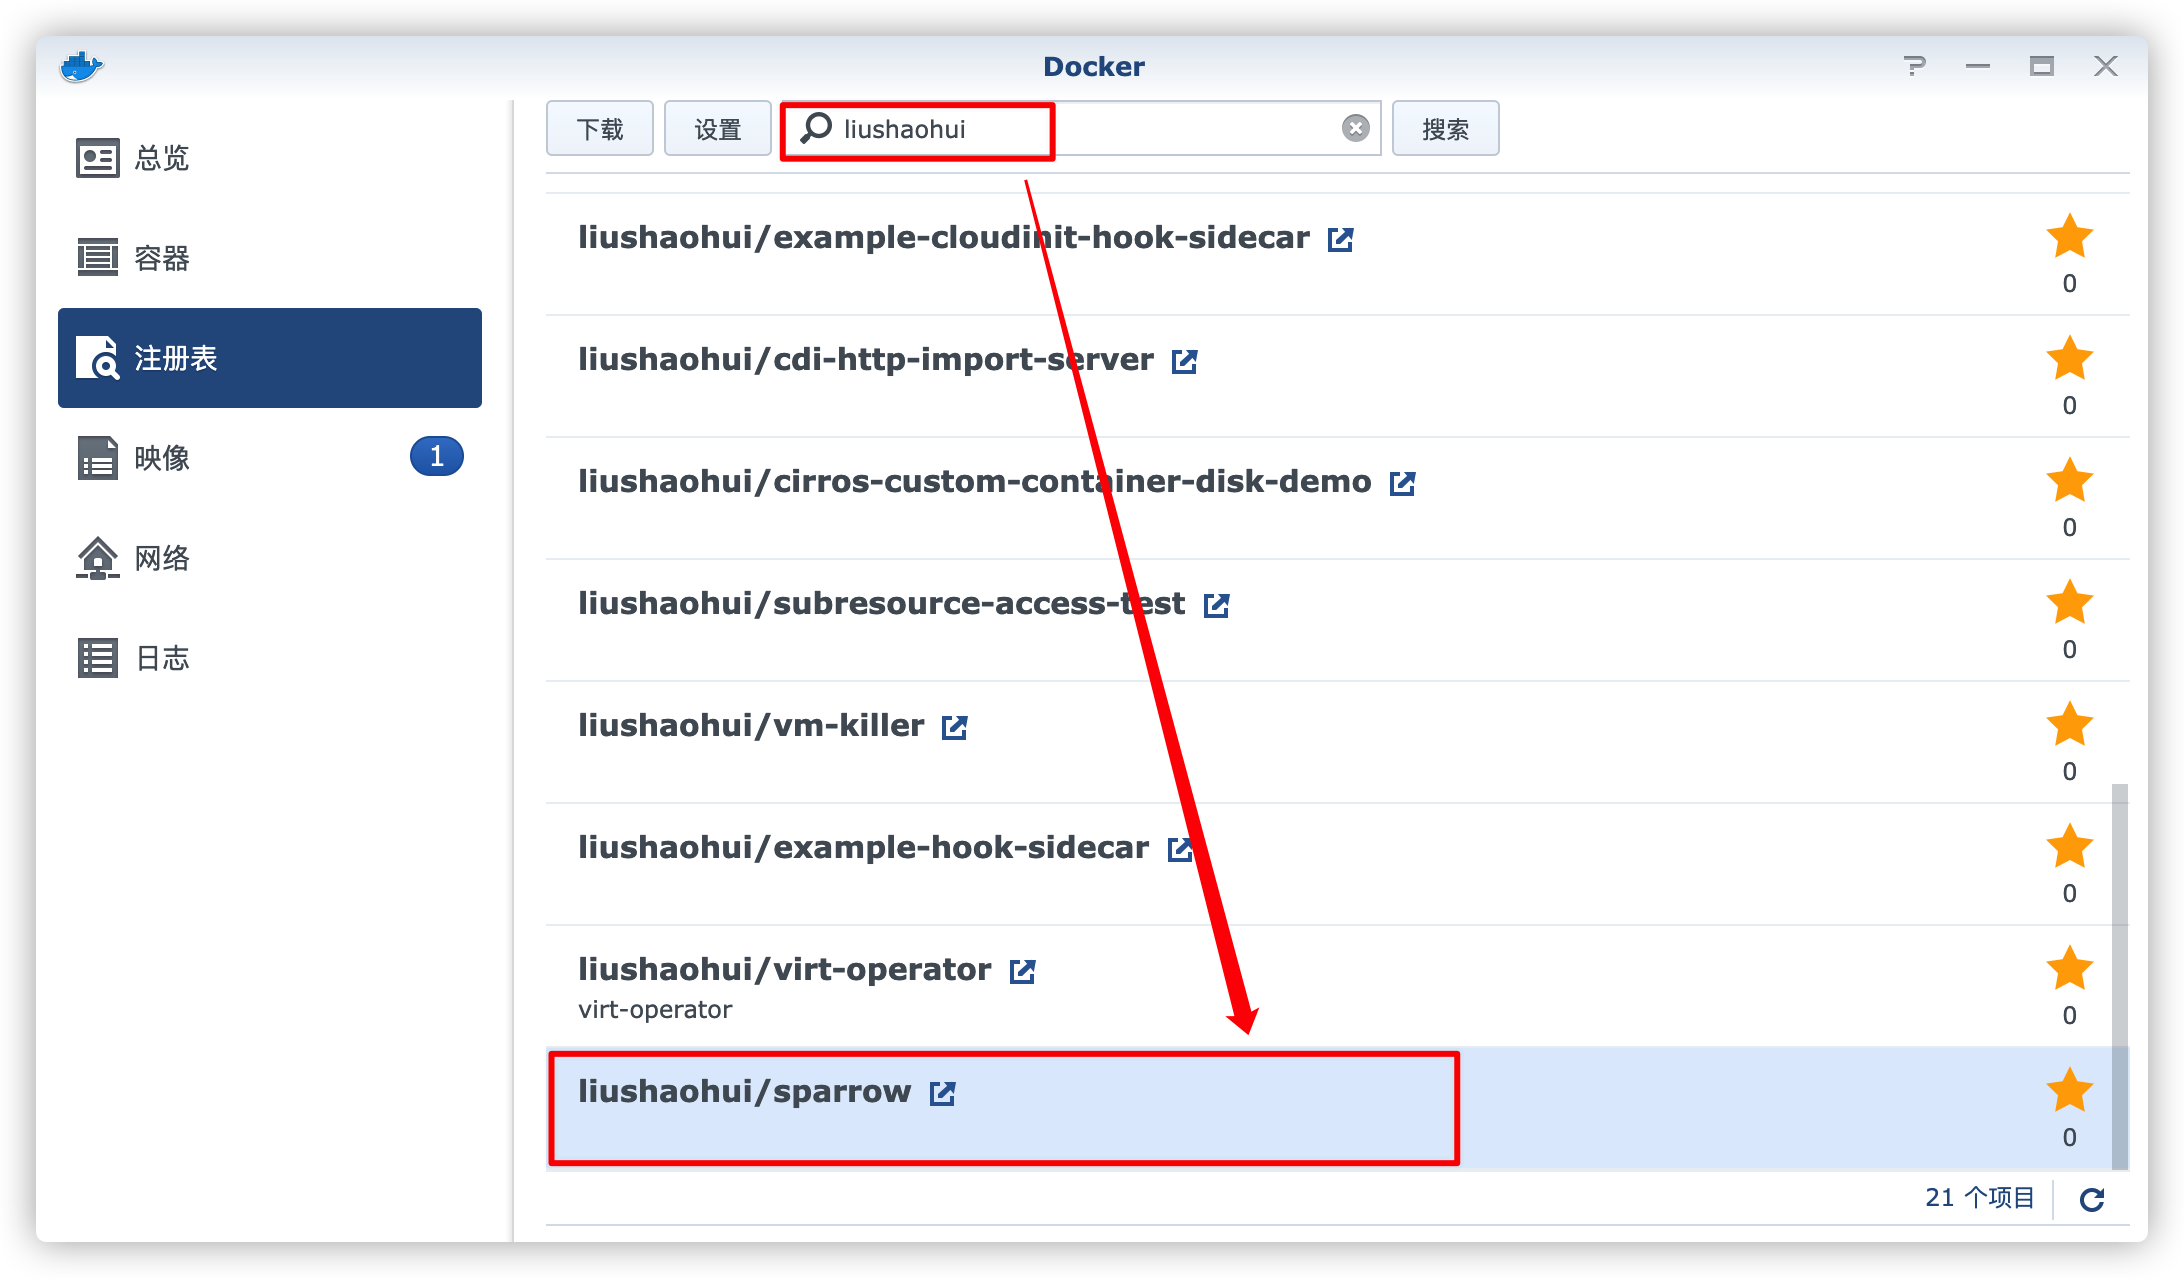 Docker
总览
容器
注册表
映像 1
网络
日志
下载 设置 liushaohui 搜索
liushaohui/example-cloudinit-hook-sidecar
0
liushaohui/cdi-http-import-server
0
liushaohui/cirros-custom-container-disk-demo
0
liushaohui/subresource-access-test
0
liushaohui/vm-killer
0
liushaohui/example-hook-sidecar
0
liushaohui/virt-operator
virt-operator
0
liushaohui/sparrow
0
21 个项目